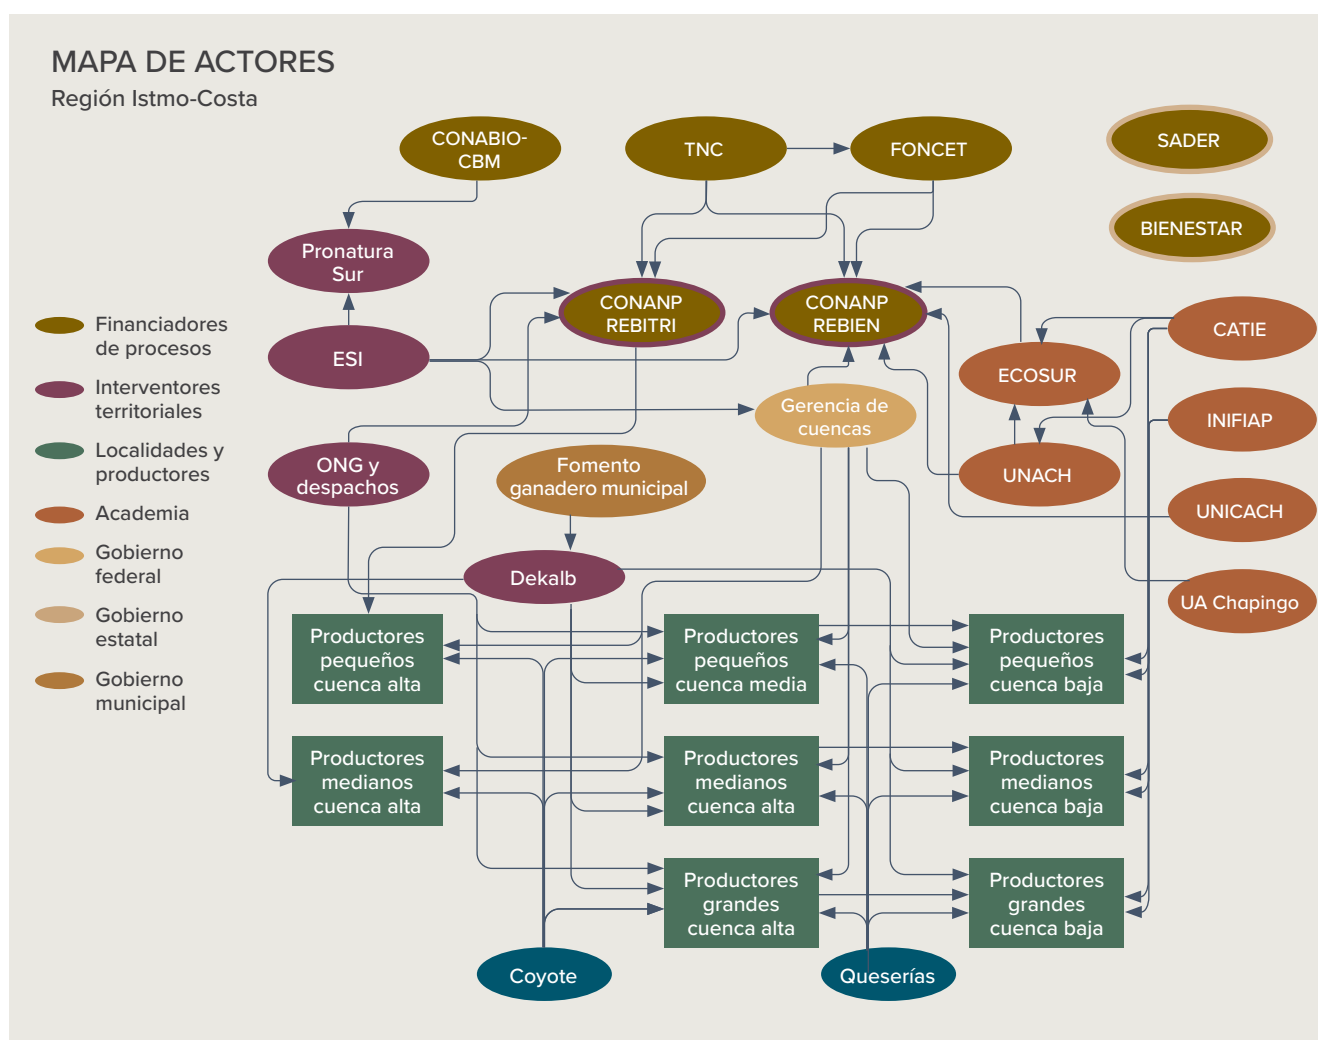 MAPA DE ACTORES
Región Istmo-Costa
CONABIO-
CBM
TNC
FONCET
SADER
BIENESTAR
Pronatura
Sur
CONANP
REBITRI
CONANP
REBIEN
CATIE
ESI
ECOSUR
Gerencia de
cuencas
INIFIAP
ONG y
despachos
Fomento
ganadero municipal
UNACH
UNICACH
Dekalb
UA Chapingo
Financiadores
de procesos
Interventores
territoriales
Localidades y
productores
Academia
Gobierno
federal
Gobierno
estatal
Gobierno
municipal
Productores
pequeños
cuenca alta
Productores
pequeños
cuenca media
Productores
pequeños
cuenca baja
Productores
medianos
cuenca alta
Productores
medianos
cuenca alta
Productores
medianos
cuenca baja
Productores
grandes
cuenca alta
Productores
grandes
cuenca baja
Coyote
Queserías